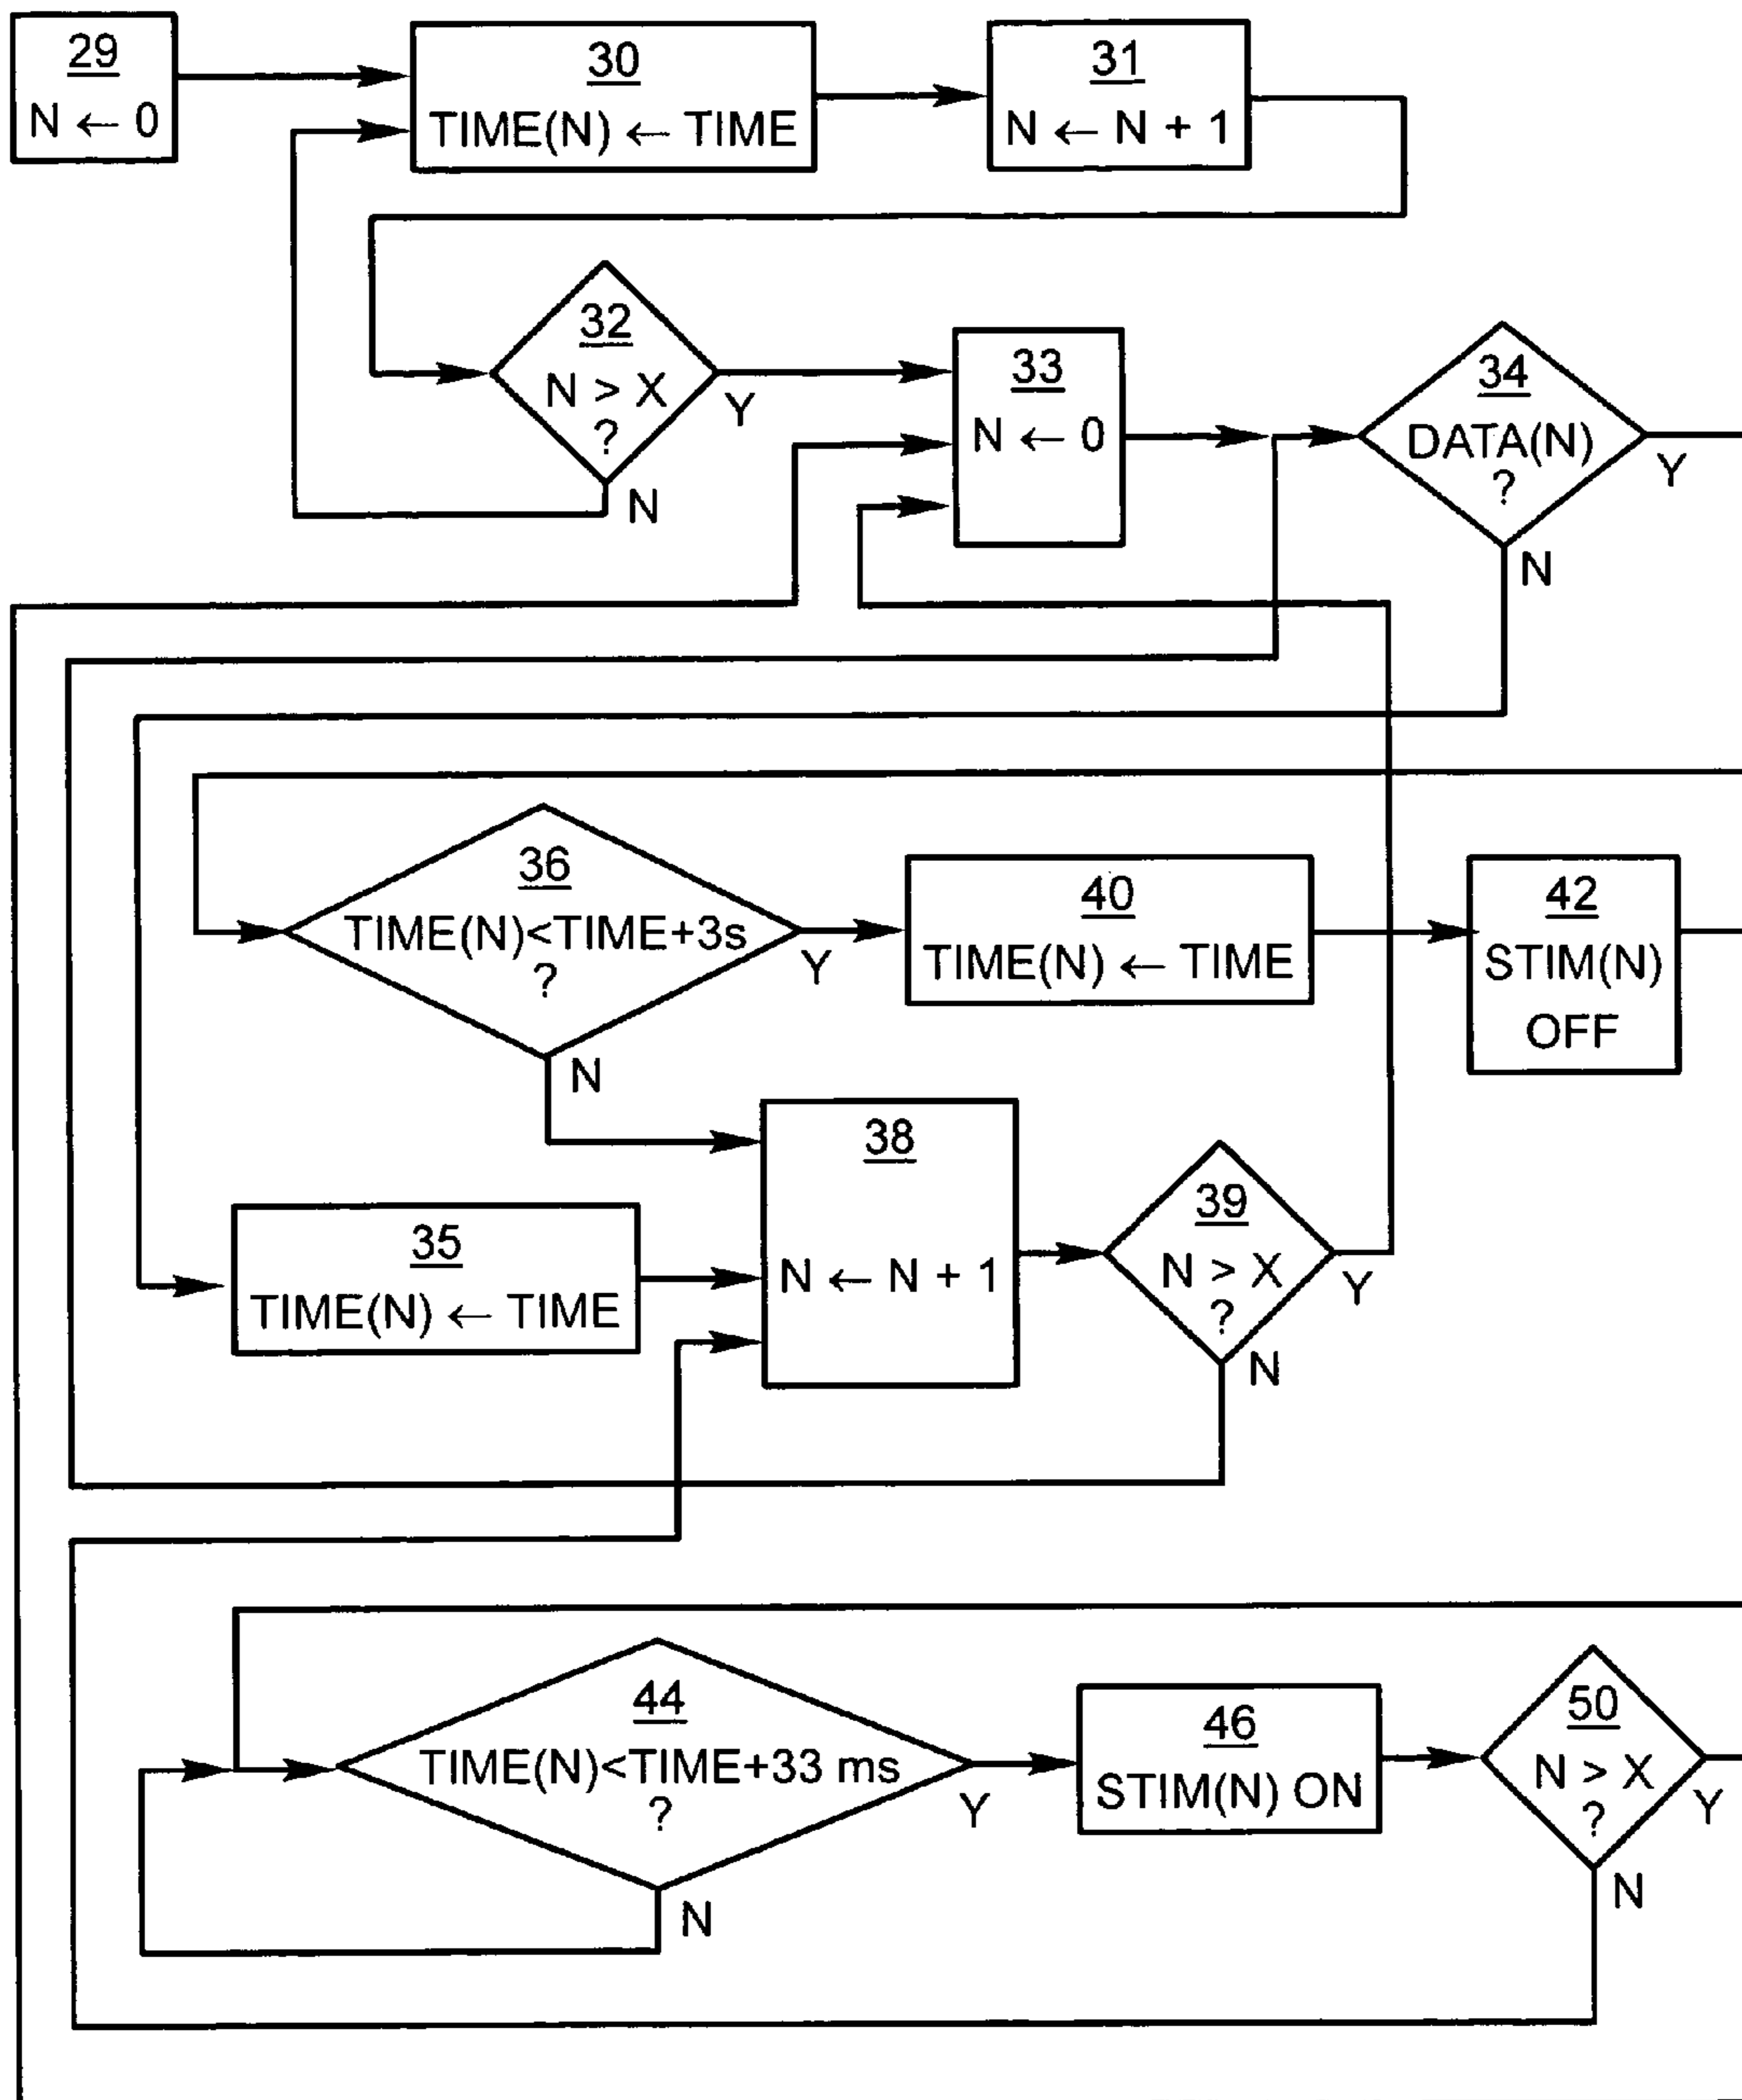 29
N ← 0
30
TIME(N) ← TIME
31
N ← N + 1
32
N > X
?
Y
N
33
N ← 0
34
DATA(N)
?
Y
N
36
TIME(N)<TIME+3s
?
Y
N
40
TIME(N) ← TIME
42
STIM(N)
OFF
35
TIME(N) ← TIME
38
N ← N + 1
39
N > X
?
Y
N
44
TIME(N)<TIME+33 ms
?
Y
N
46
STIM(N) ON
50
N > X
?
Y
N